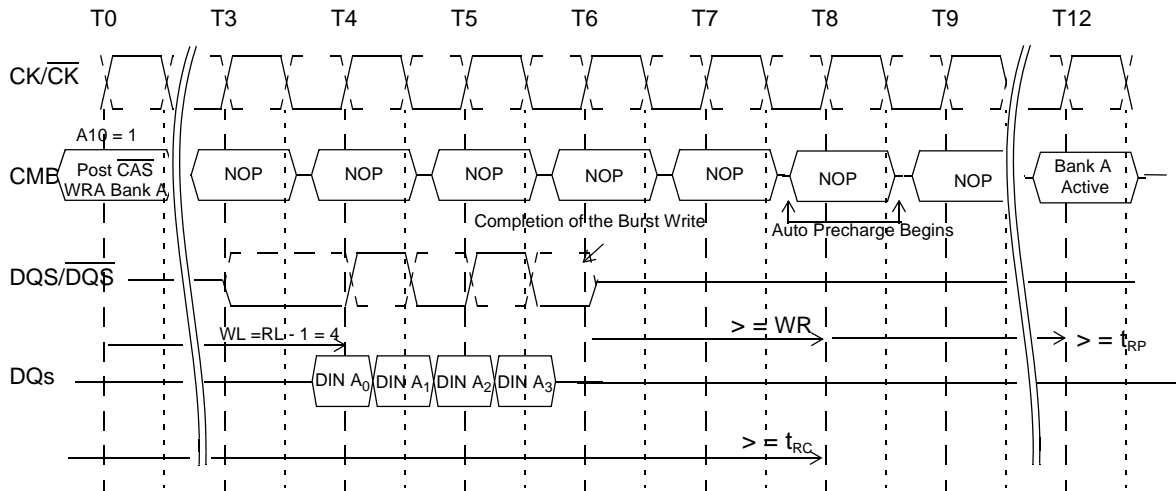 T0 T3 T4 T5 T6 T7 T8 T9 T12
CK/CK
A10 = 1
CMD Post CAS WRA Bank A NOP NOP NOP NOP NOP NOP NOP Bank A Active
Completion of the Burst Write
Auto Precharge Begins
DQS/DQS
WL =RL - 1 = 4
> = WR
> = tRP
DQs DIN A0 DIN A1 DIN A2 DIN A3
> = tRC